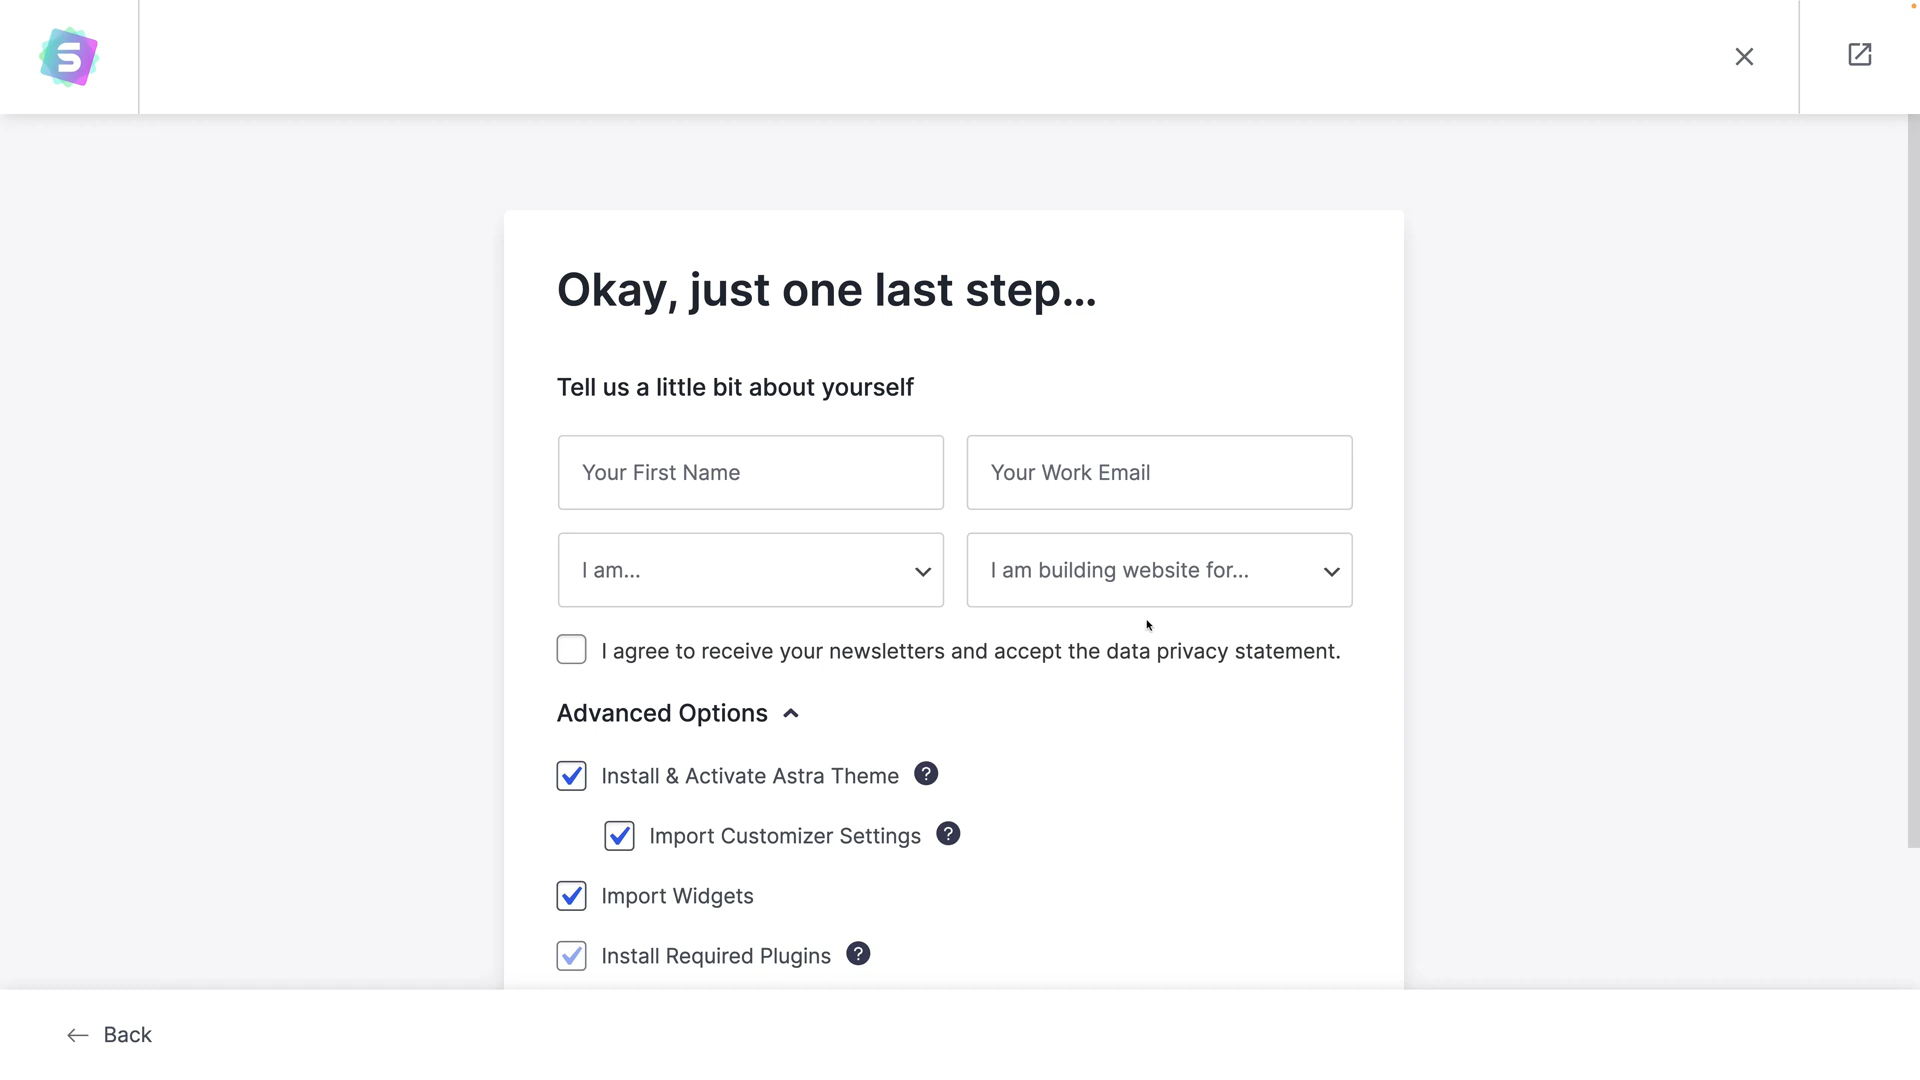 S
Okay, just one last step...
Tell us a little bit about yourself
Your First Name
Your Work Email
I am...
I am building website for...
I agree to receive your newsletters and accept the data privacy statement.
Advanced Options
Install & Activate Astra Theme ?
Import Customizer Settings ?
Import Widgets
Install Required Plugins ?
Back